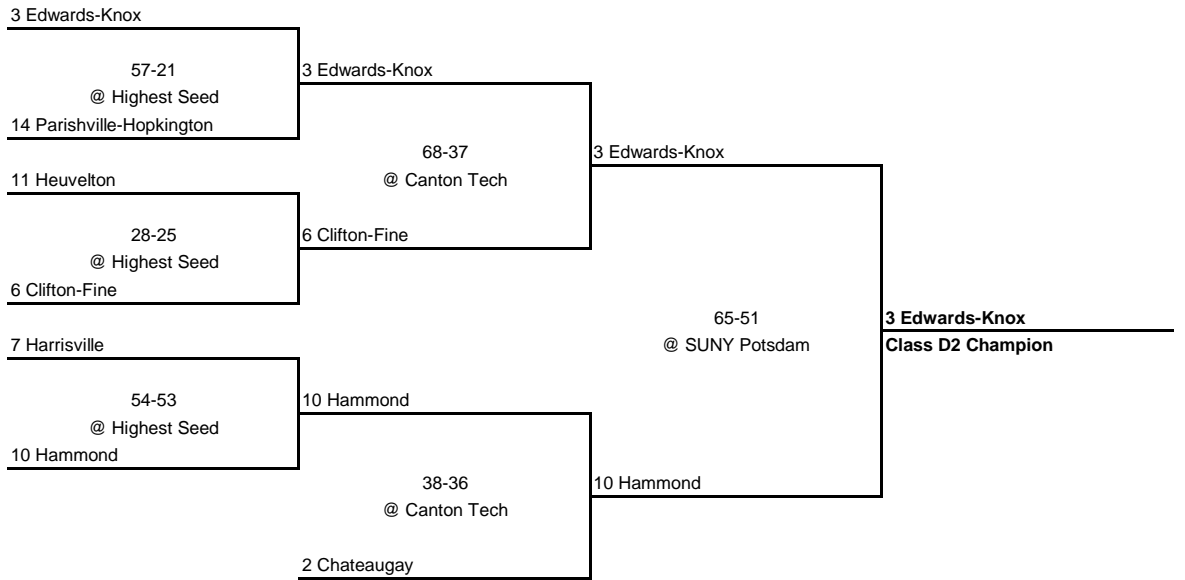 3 Edwards-Knox
57-21
@ Highest Seed
3 Edwards-Knox
14 Parishville-Hopkington
68-37
@ Canton Tech
3 Edwards-Knox
11 Heuvelton
28-25
@ Highest Seed
6 Clifton-Fine
6 Clifton-Fine
65-51
@ SUNY Potsdam
3 Edwards-Knox
Class D2 Champion
7 Harrisville
54-53
@ Highest Seed
10 Hammond
10 Hammond
38-36
@ Canton Tech
10 Hammond
2 Chateaugay